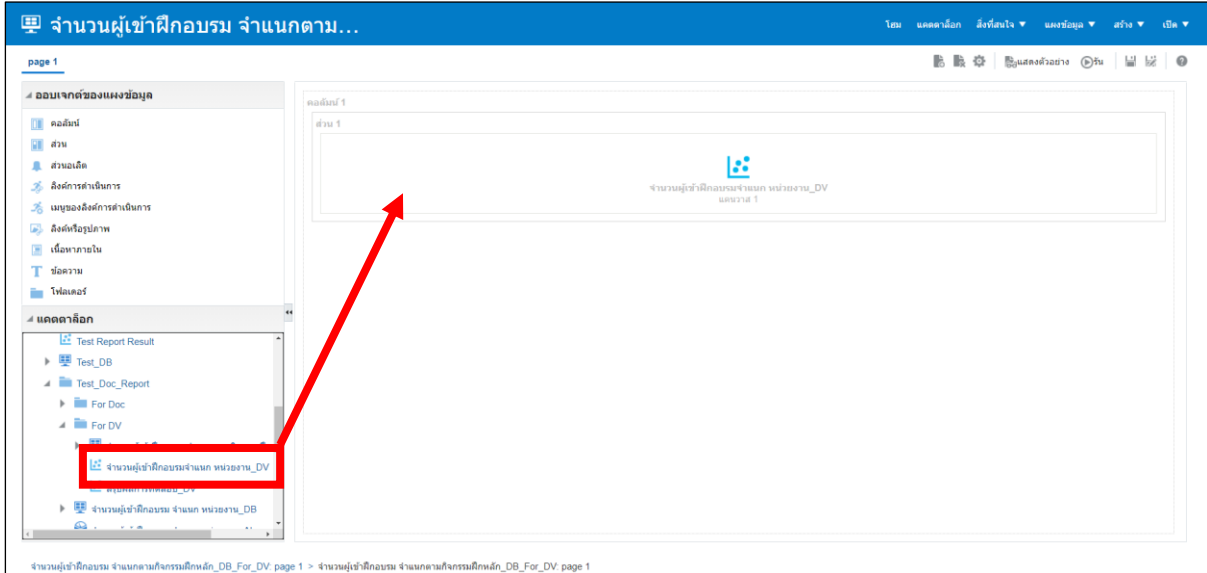 จำนวนผู้เข้าฝึกอบรม จำแนกตาม...
โฮม แคตตาล็อก สิ่งที่สนใจ แผงข้อมูล สร้าง เปิด
page 1
แสดงตัวอย่าง รัน
ออบเจกต์ของแผงข้อมูล
คอลัมน์
ส่วน
ส่วนอเลิต
ลิงค์การดำเนินการ
เมนูของลิงค์การดำเนินการ
ลิงค์หรือรูปภาพ
เนื้อหาภายใน
ข้อความ
โฟลเดอร์
แคตตาล็อก
Test Report Result
Test_DB
Test_Doc_Report
For Doc
For DV
จำนวนผู้เข้าฝึกอบรมจำแนก หน่วยงาน_DV
จำนวนผู้เข้าฝึกอบรม จำแนก หน่วยงาน_DB
คอลัมน์ 1
ส่วน 1
จำนวนผู้เข้าฝึกอบรมจำแนก หน่วยงาน_DV
แคนวาส 1
จำนวนผู้เข้าฝึกอบรม จำแนกตามกิจกรรมฝึกหลัก_DB_For_DV: page 1 > จำนวนผู้เข้าฝึกอบรม จำแนกตามกิจกรรมฝึกหลัก_DB_For_DV: page 1